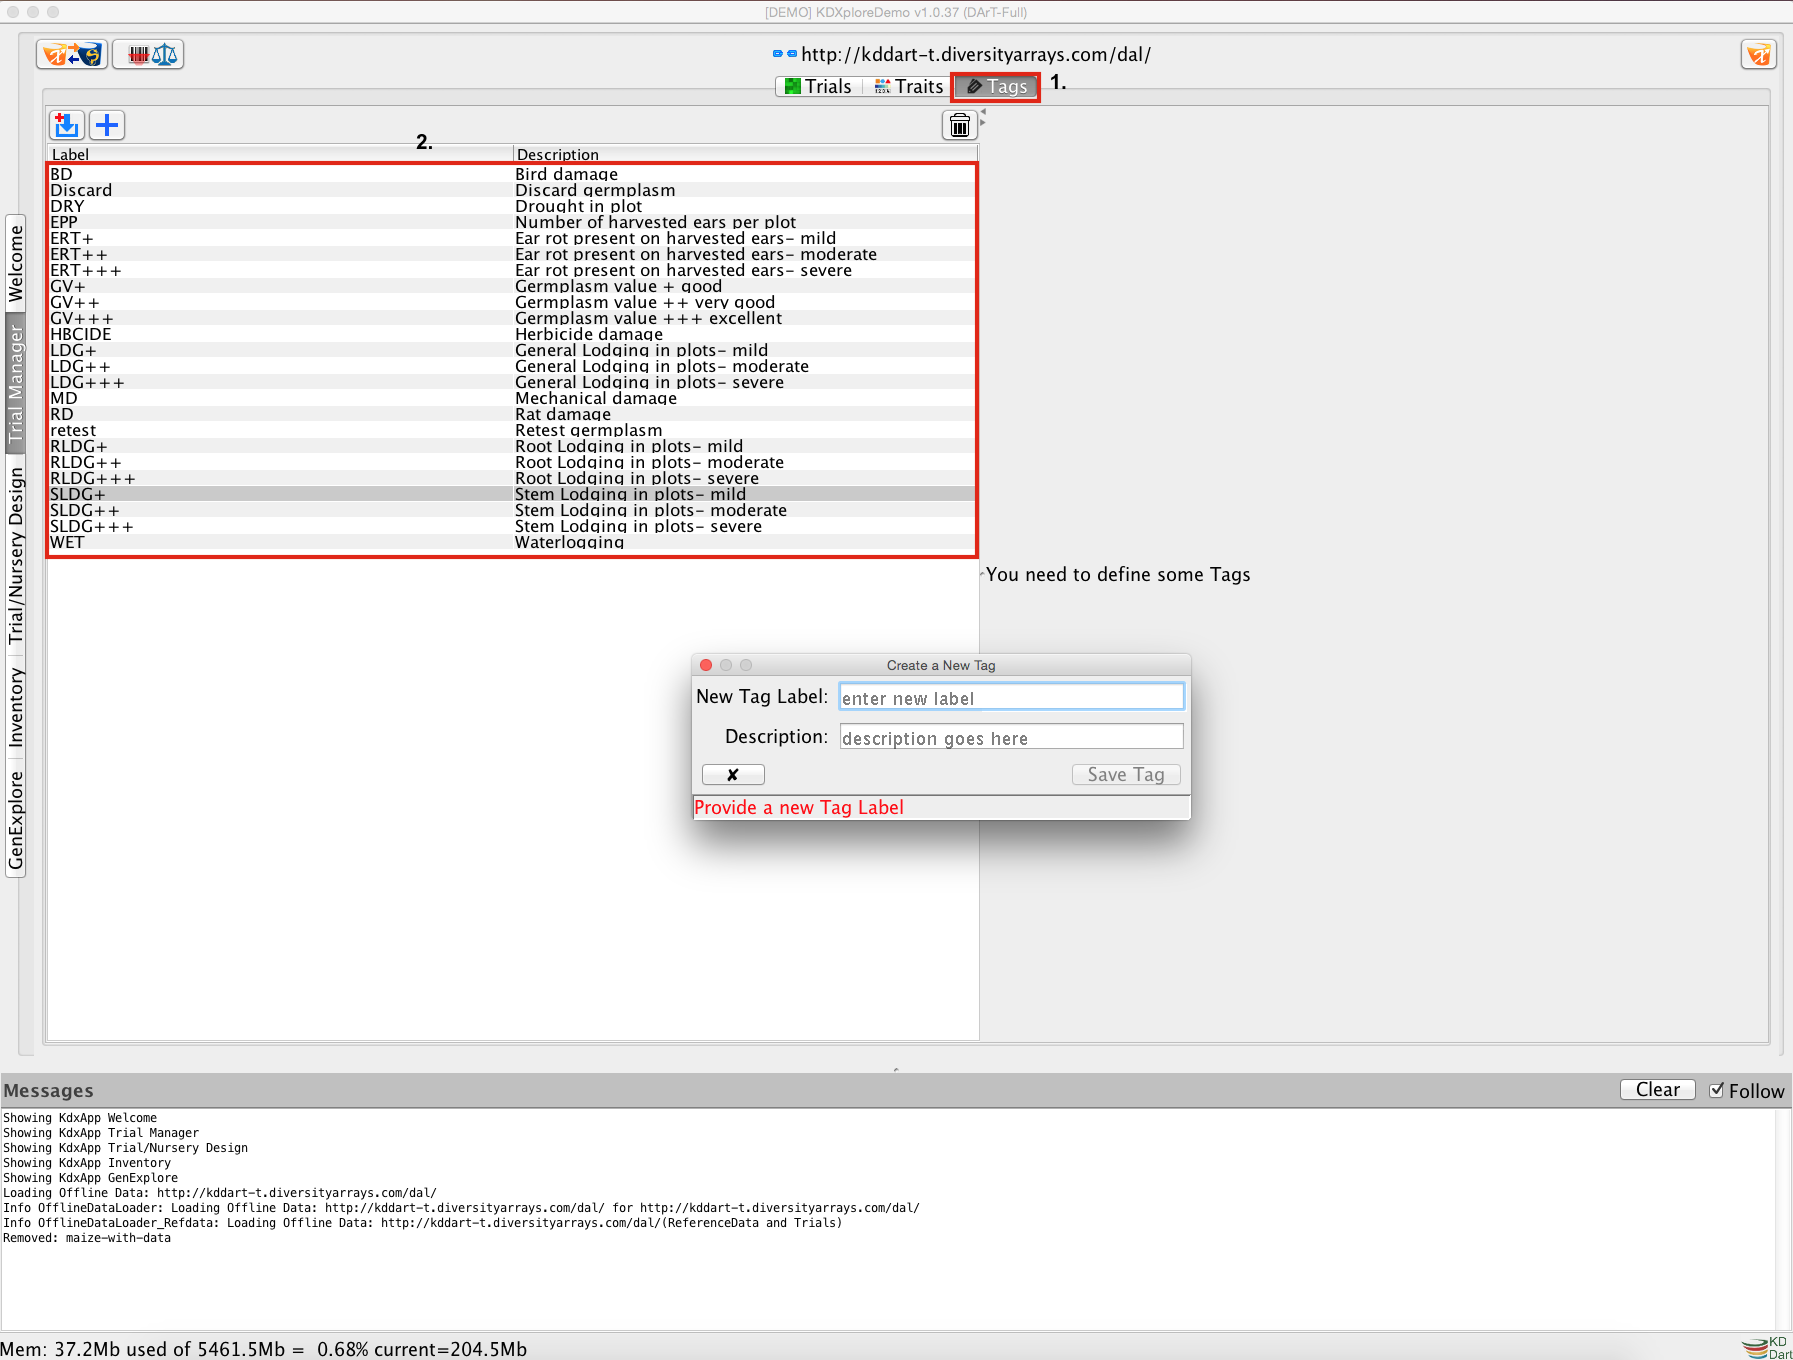 [DEMO] KDXploreDemo v1.0.37 (DArT-Full)
http://kddart-t.diversityarrays.com/dal/
Trials Traits Tags 1.
2.
Label Description
BD Bird damage
Discard Discard germplasm
DRY Drought in plot
EPP Number of harvested ears per plot
ERT+ Ear rot present on harvested ears- mild
ERT++ Ear rot present on harvested ears- moderate
ERT+++ Ear rot present on harvested ears- severe
GV+ Germplasm value + good
GV++ Germplasm value ++ very good
GV+++ Germplasm value +++ excellent
HBCIDE Herbicide damage
LDG+ General Lodging in plots- mild
LDG++ General Lodging in plots- moderate
LDG+++ General Lodging in plots- severe
MD Mechanical damage
RD Rat damage
retest Retest germplasm
RLDG+ Root Lodging in plots- mild
RLDG++ Root Lodging in plots- moderate
RLDG+++ Root Lodging in plots- severe
SLDG+ Stem Lodging in plots- mild
SLDG++ Stem Lodging in plots- moderate
SLDG+++ Stem Lodging in plots- severe
WET Waterlogging
Welcome
Trial Manager
Trial/Nursery Design
Inventory
GenExplore
You need to define some Tags
Create a New Tag
New Tag Label: enter new label
Description: description goes here
✘ Save Tag
Provide a new Tag Label
Messages Clear Follow
Showing KdxApp Welcome
Showing KdxApp Trial Manager
Showing KdxApp Trial/Nursery Design
Showing KdxApp Inventory
Showing KdxApp GenExplore
Loading Offline Data: http://kddart-t.diversityarrays.com/dal/
Info OfflineDataLoader: Loading Offline Data: http://kddart-t.diversityarrays.com/dal/ for http://kddart-t.diversityarrays.com/dal/
Info OfflineDataLoader_Refdata: Loading Offline Data: http://kddart-t.diversityarrays.com/dal/(ReferenceData and Trials)
Removed: maize-with-data
Mem: 37.2Mb used of 5461.5Mb = 0.68% current=204.5Mb
KD
Dart